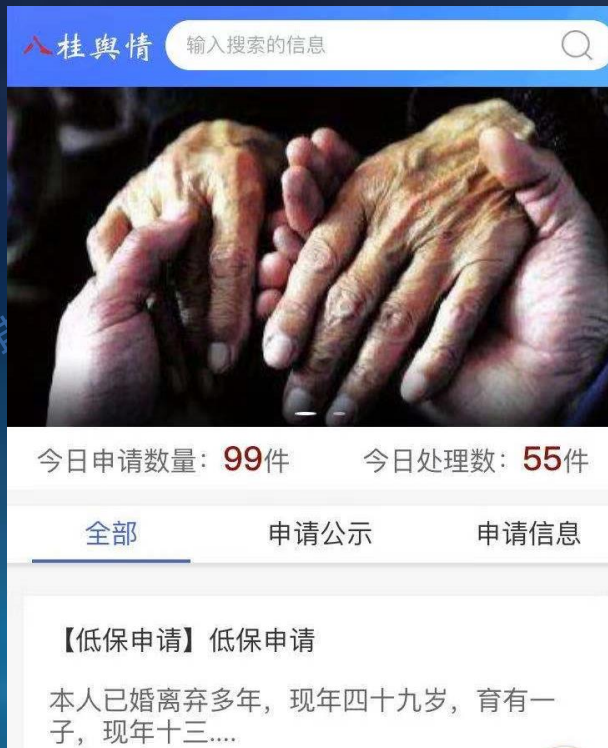 八桂舆情
输入搜索的信息
今日申请数量：99件
今日处理数：55件
全部
申请公示
申请信息
【低保申请】低保申请
本人已婚离弃多年，现年四十九岁，育有一
子，现年十三....